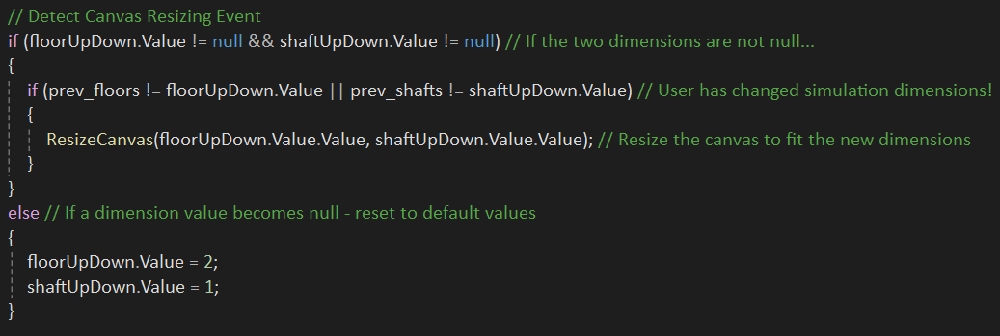 // Detect Canvas Resizing Event
if (floorUpDown.Value != null && shaftUpDown.Value != null) // If the two dimensions are not null...
{
if (prev_floors != floorUpDown.Value || prev_shafts != shaftUpDown.Value) // User has changed simulation dimensions!
{
ResizeCanvas(floorUpDown.Value.Value, shaftUpDown.Value.Value); // Resize the canvas to fit the new dimensions
}
}
else // If a dimension value becomes null - reset to default values
{
floorUpDown.Value = 2;
shaftUpDown.Value = 1;
}